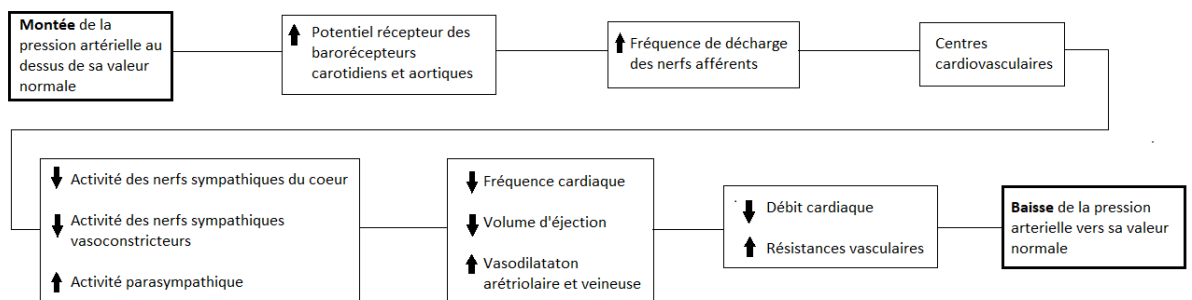 Montée de la
pression artérielle au
dessus de sa valeur
normale
Potentiel récepteur des
barorécepteurs
carotidiens et aortiques
Fréquence de décharge
des nerfs afférents
Centres
cardiovasculaires
Activité des nerfs sympathiques du coeur
Activité des nerfs sympathiques
vasoconstricteurs
Activité parasympathique
Fréquence cardiaque
Volume d'éjection
Vasodilataton
arétriolaire et veineuse
Débit cardiaque
Résistances vasculaires
Baisse de la pression
arterielle vers sa valeur
normale